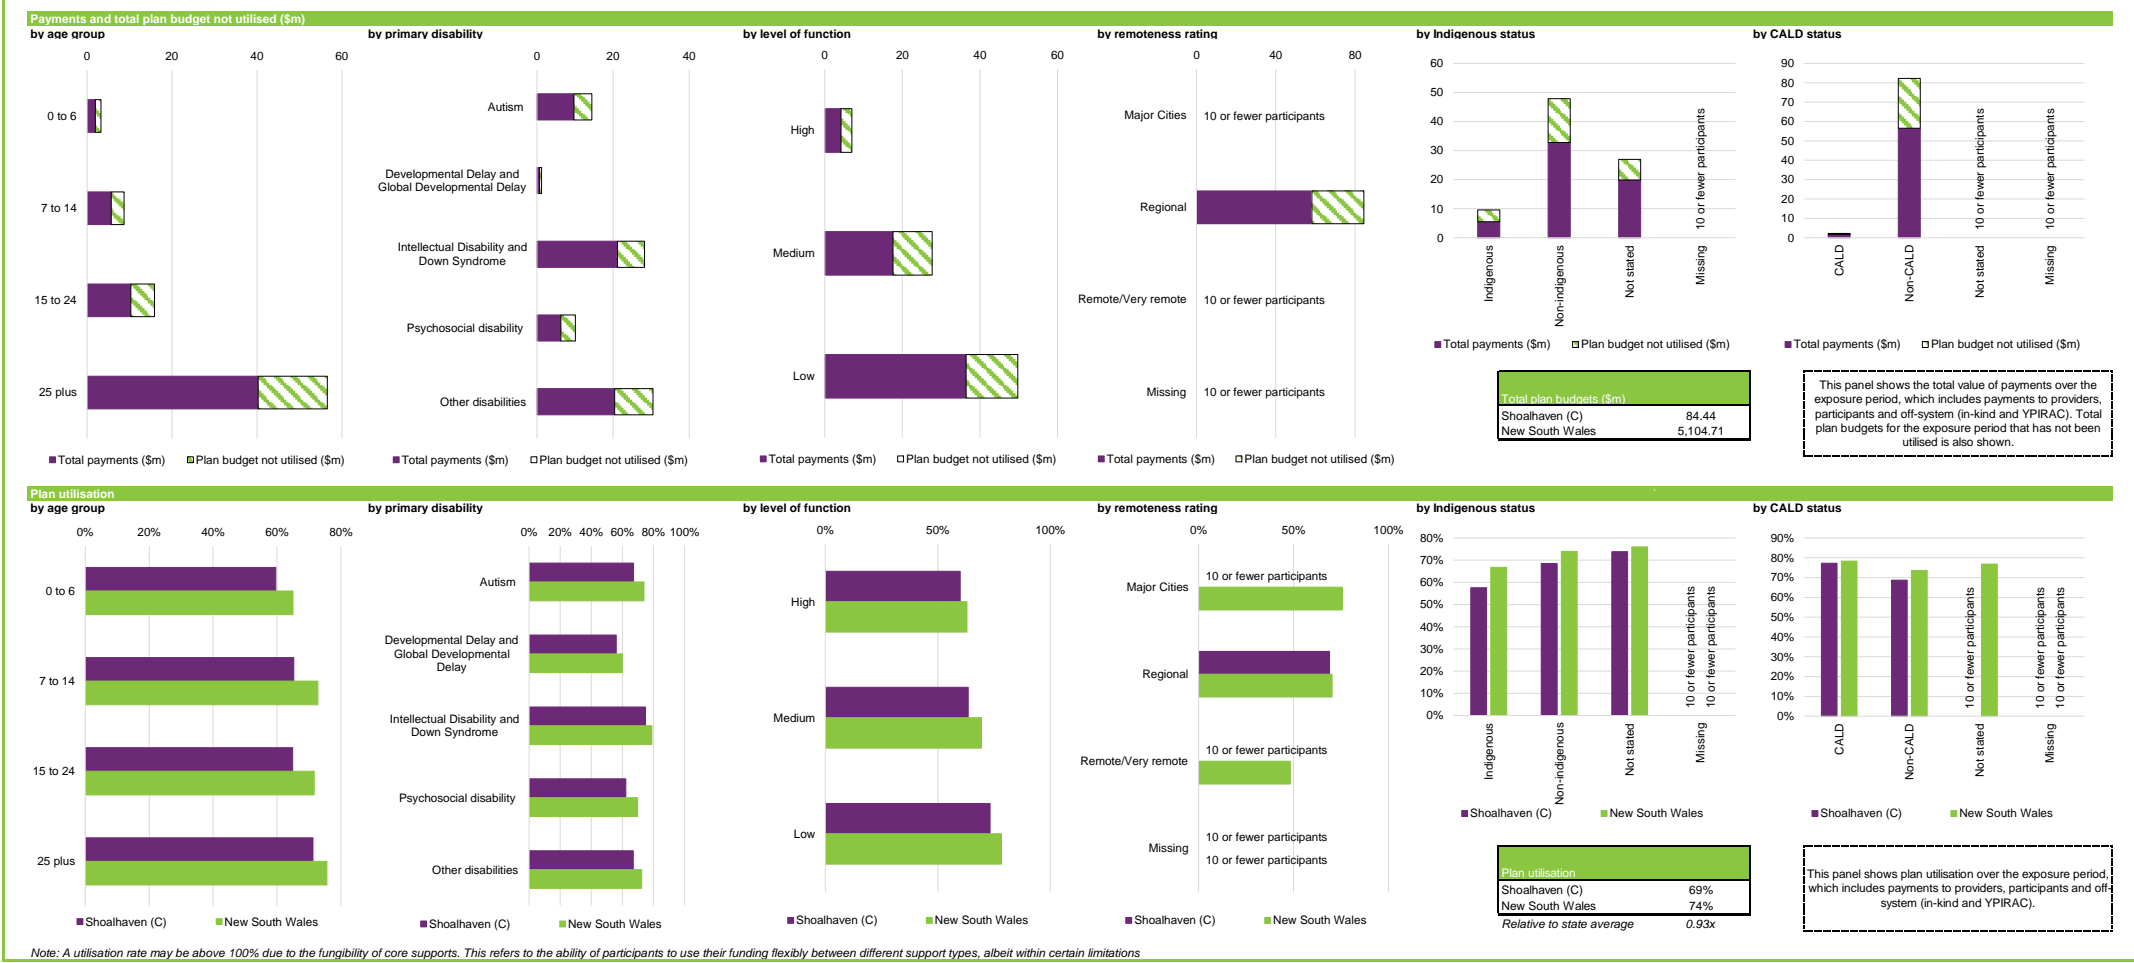 Payments and total plan budget not utilised ($m)
by age group
0 20 40 60
0 to 6
7 to 14
15 to 24
25 plus
Total payments ($m) Plan budget not utilised ($m)
by primary disability
0 20 40
Autism
Developmental Delay and
Global Developmental Delay
Intellectual Disability and
Down Syndrome
Psychosocial disability
Other disabilities
Total payments ($m) Plan budget not utilised ($m)
by level of function
0 20 40 60
High
Medium
Low
Total payments ($m) Plan budget not utilised ($m)
by remoteness rating
0 40 80
Major Cities 10 or fewer participants
Regional
Remote/Very remote 10 or fewer participants
Missing 10 or fewer participants
Total payments ($m) Plan budget not utilised ($m)
by Indigenous status
60
50
40
30
20
10
0
10 or fewer participants
Indigenous
Non-indigenous
Not stated
Missing
Total payments ($m) Plan budget not utilised ($m)
Total plan budgets ($m)
Shoalhaven (C) 84.44
New South Wales 5,104.71
by CALD status
90
80
70
60
50
40
30
20
10
0
10 or fewer participants
10 or fewer participants
CALD
Non-CALD
Not stated
Missing
Total payments ($m) Plan budget not utilised ($m)
This panel shows the total value of payments over the
exposure period, which includes payments to providers,
participants and off-system (in-kind and YPIRAC). Total
plan budgets for the exposure period that has not been
utilised is also shown.
Plan utilisation
by age group
0% 20% 40% 60% 80%
0 to 6
7 to 14
15 to 24
25 plus
Shoalhaven (C) New South Wales
by primary disability
0% 20% 40% 60% 80% 100%
Autism
Developmental Delay and
Global Developmental
Delay
Intellectual Disability and
Down Syndrome
Psychosocial disability
Other disabilities
Shoalhaven (C) New South Wales
by level of function
0% 50% 100%
High
Medium
Low
Shoalhaven (C) New South Wales
by remoteness rating
0% 50% 100%
10 or fewer participants
Major Cities
Regional
10 or fewer participants
Remote/Very remote
10 or fewer participants
Missing
10 or fewer participants
Shoalhaven (C) New South Wales
by Indigenous status
80%
70%
60%
50%
40%
30%
20%
10%
0%
10 or fewer participants
10 or fewer participants
Indigenous
Non-indigenous
Not stated
Missing
Shoalhaven (C) New South Wales
Plan utilisation
Shoalhaven (C) 69%
New South Wales 74%
Relative to state average 0.93x
by CALD status
90%
80%
70%
60%
50%
40%
30%
20%
10%
0%
10 or fewer participants
10 or fewer participants
10 or fewer participants
CALD
Non-CALD
Not stated
Missing
Shoalhaven (C) New South Wales
This panel shows plan utilisation over the exposure period,
which includes payments to providers, participants and off-
system (in-kind and YPIRAC).
Note: A utilisation rate may be above 100% due to the fungibility of core supports. This refers to the ability of participants to use their funding flexibly between different support types, albeit within certain limitations